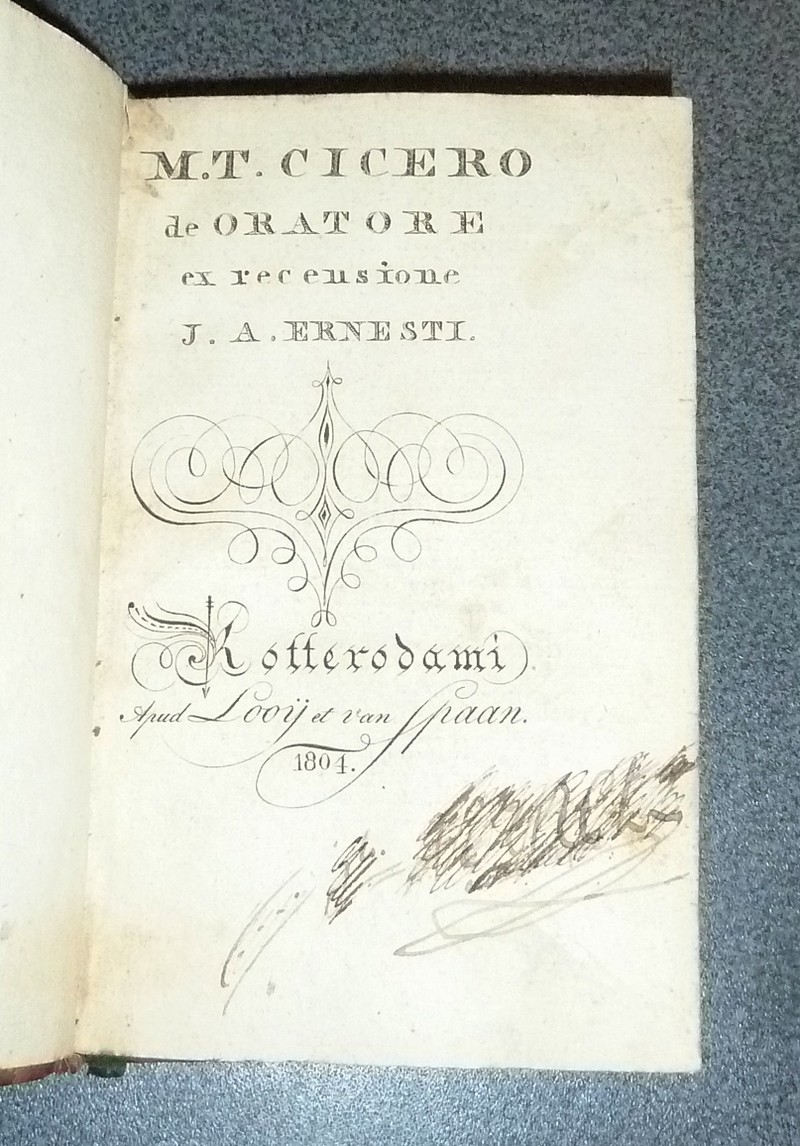 M.T. CICERO
de ORATORE
ex recensione
J. A. ERNESTI.
Rotterodami
Apud Looij et van Spaan.
1804.